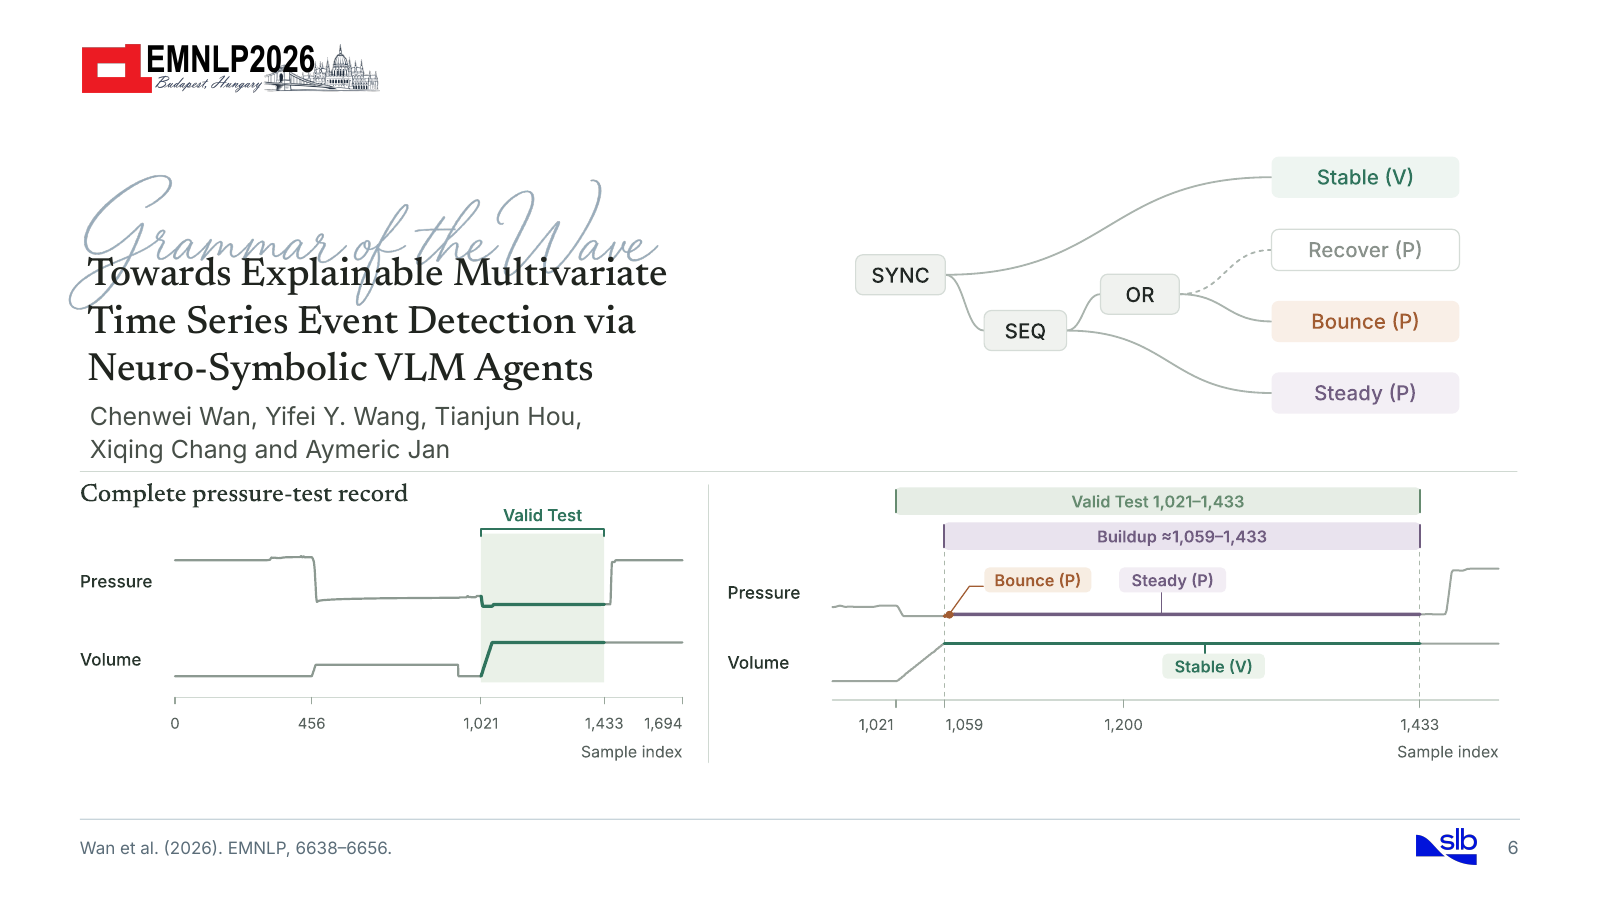 EMNLP2026
Budapest, Hungary
Grammar of the Wave
Towards Explainable Multivariate
Time Series Event Detection via
Neuro-Symbolic VLM Agents
Chenwei Wan, Yifei Y. Wang, Tianjun Hou,
Xiqing Chang and Aymeric Jan
SYNC
SEQ
OR
Stable (V)
Recover (P)
Bounce (P)
Steady (P)
Complete pressure-test record
Valid Test
Pressure
Volume
0 456 1,021 1,433 1,694
Sample index
Valid Test 1,021–1,433
Buildup ≈1,059–1,433
Bounce (P) Steady (P)
Pressure
Volume
Stable (V)
1,021 1,059 1,200 1,433
Sample index
Wan et al. (2026). EMNLP, 6638–6656.
slb
6